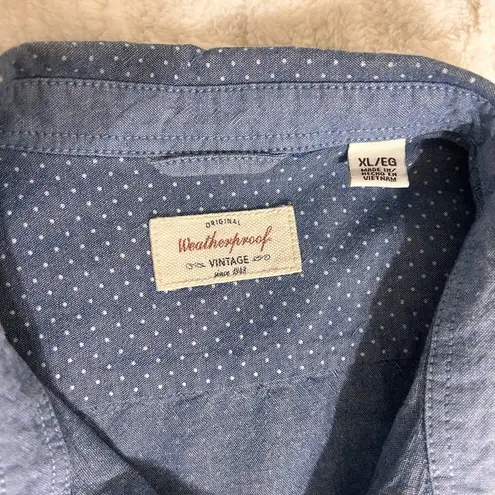 ORIGINAL
Weatherproof
VINTAGE
since 1948
XL/EG
MADE IN/
HECHO EN
VIETNAM